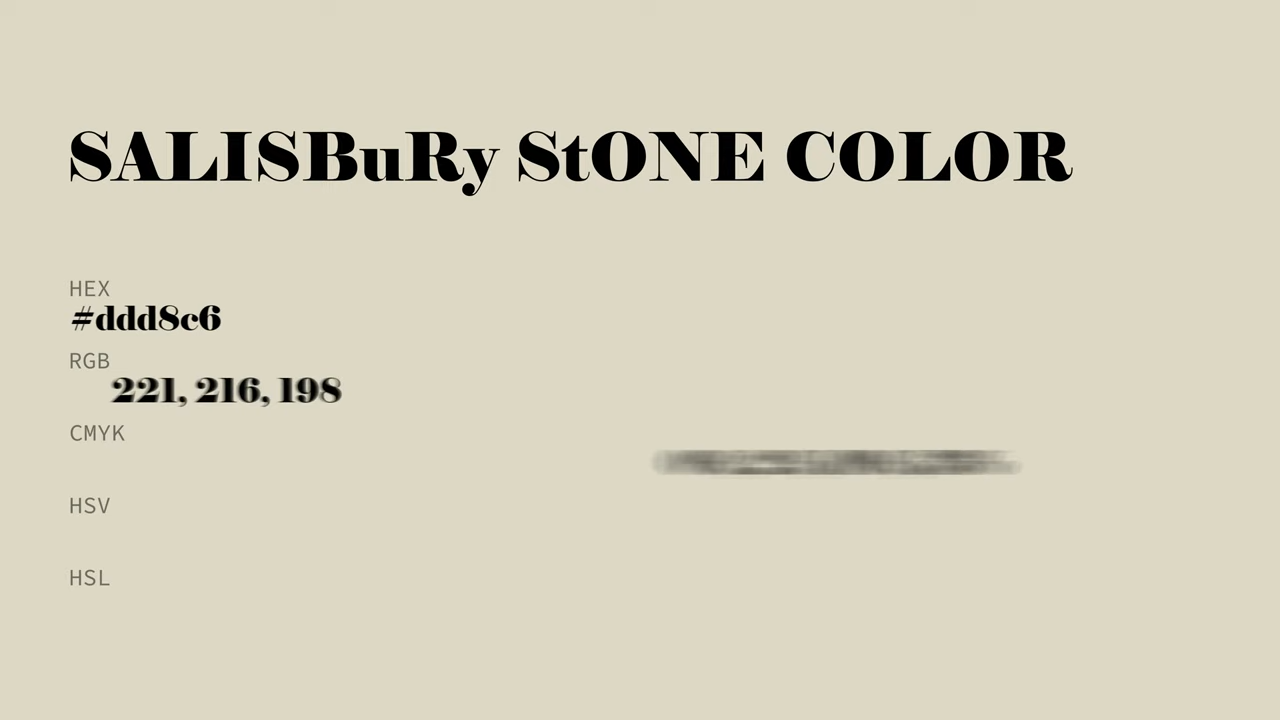 SALISBuRy StONE COLOR
HEX
#ddd8c6
RGB
221, 216, 198
CMYK
HSV
HSL